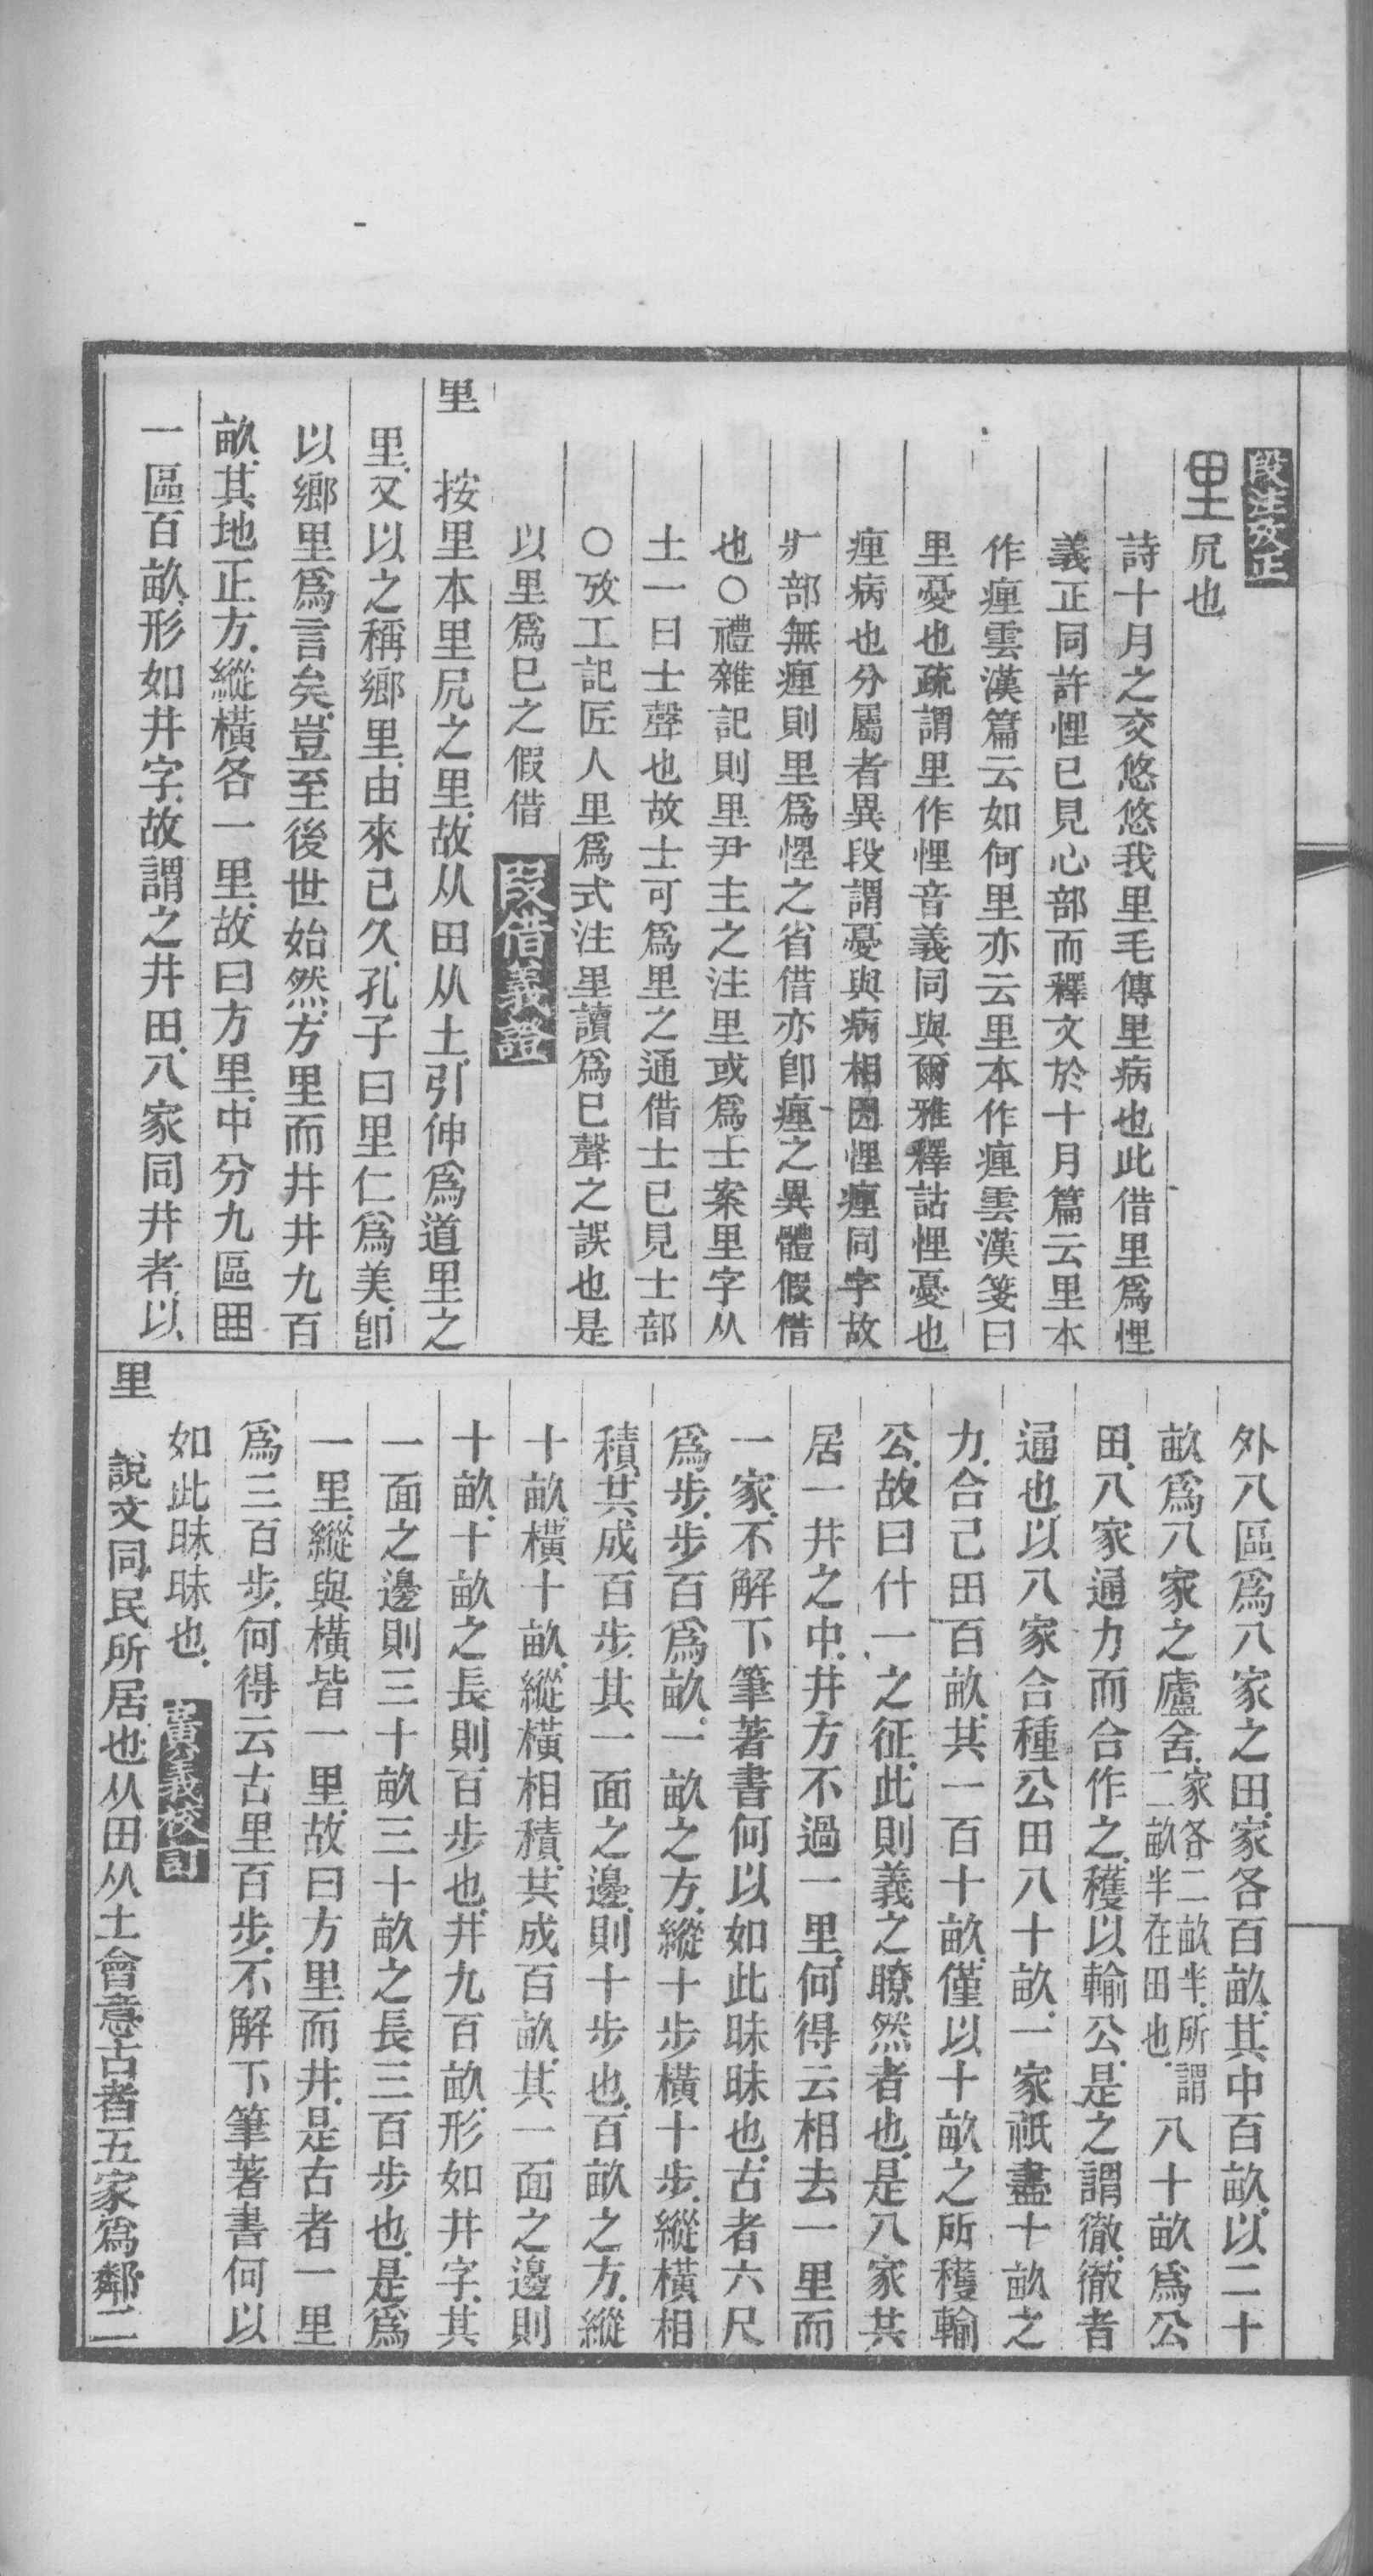 段注攷正
里凥也
詩十月之交悠悠我里毛傳里病也此借里爲悝
義正同許悝已見心部而釋文於十月篇云里本
作㾖雲漢篇云如何里亦云里本作㾖雲漢箋曰
里憂也疏謂里作悝音義同與爾雅釋詁悝憂也
㾖病也分屬者異段謂憂與病相因悝㾖同字故
疒部無㾖則里爲悝之省借亦卽㾖之異體假借
也○禮雜記則里尹主之注里或爲士案里字从
土一曰士聲也故士可爲里之通借士已見士部
○攷工記匠人里爲式注里讀爲已聲之誤也是
以里爲已之假借 叚借義證
里 按里本里凥之里.故从田从土.引伸爲道里之
里.又以之稱鄉里.由來已久.孔子曰里仁爲美.卽
以鄉里爲言矣.豈至後世始然.方里而井井九百
畝.其地正方.縱橫各一里.故曰方里.中分九區囲
一區百畝.形如井字.故謂之井田.八家同井者.以
外八區爲八家之田.家各百畝.其中百畝.以二十
畝爲八家之廬舍.家各二畝半.所謂二畝半在田也.八十畝爲公
田.八家通力而合作之.穫以輸公.是之謂徹.徹者
通也.以八家合種公田八十畝.一家祇盡十畝之
力.合己田百畝.其一百十畝.僅以十畝之所穫輸
公.故曰什一之征.此則義之瞭然者也.是八家共
居一井之中.井方不過一里.何得云相去一里而
一家.不解下筆著書何以如此昧昧也.古者六尺
爲步.步百爲畝.一畝之方.縱十步橫十步.縱橫相
積.其成百步.其一面之邊.則十步也.百畝之方.縱
十畝.橫十畝.縱橫相積.其成百畝.其一面之邊則
十畝.十畝之長則百步也.井九百畝.形如井字.其
一面之邊則三十畝三十畝之長三百步也.是爲
一里.縱與橫皆一里.故曰方里而井.是古者一里
爲三百步.何得云古里百步.不解下筆著書何以
如此昧昧也. 廣義校訂
里 說文同.民所居也.从田从土會意.古者五家爲鄰.二